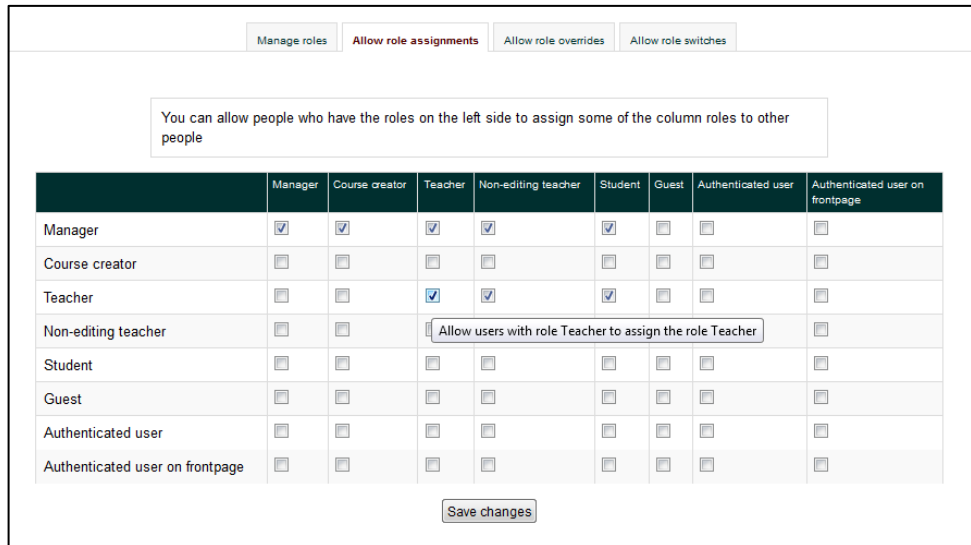 Manage roles Allow role assignments Allow role overrides Allow role switches
You can allow people who have the roles on the left side to assign some of the column roles to other
people
Manager Course creator Teacher Non-editing teacher Student Guest Authenticated user Authenticated user on
frontpage
Manager
Course creator
Teacher
Non-editing teacher Allow users with role Teacher to assign the role Teacher
Student
Guest
Authenticated user
Authenticated user on frontpage
Save changes